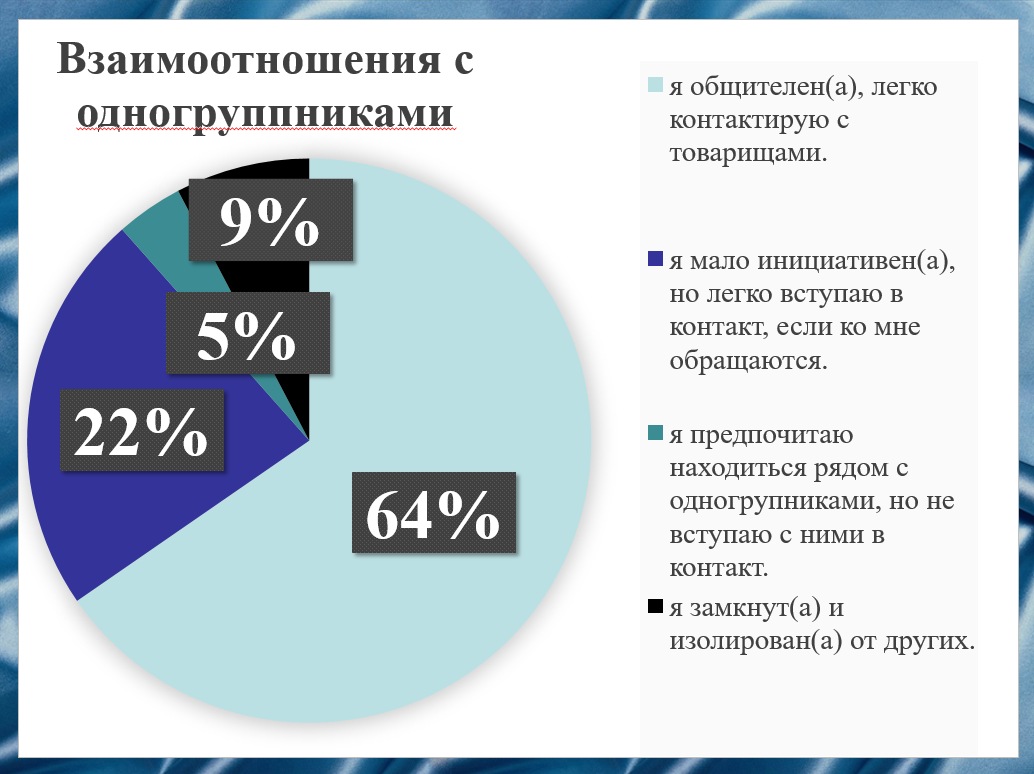 Взаимоотношения с
одногруппниками
9%
5%
22%
64%
я общителен(а), легко
контактирую с
товарищами.
я мало инициативен(а),
но легко вступаю в
контакт, если ко мне
обращаются.
я предпочитаю
находиться рядом с
одногрупниками, но не
вступаю с ними в
контакт.
я замкнут(а) и
изолирован(а) от других.